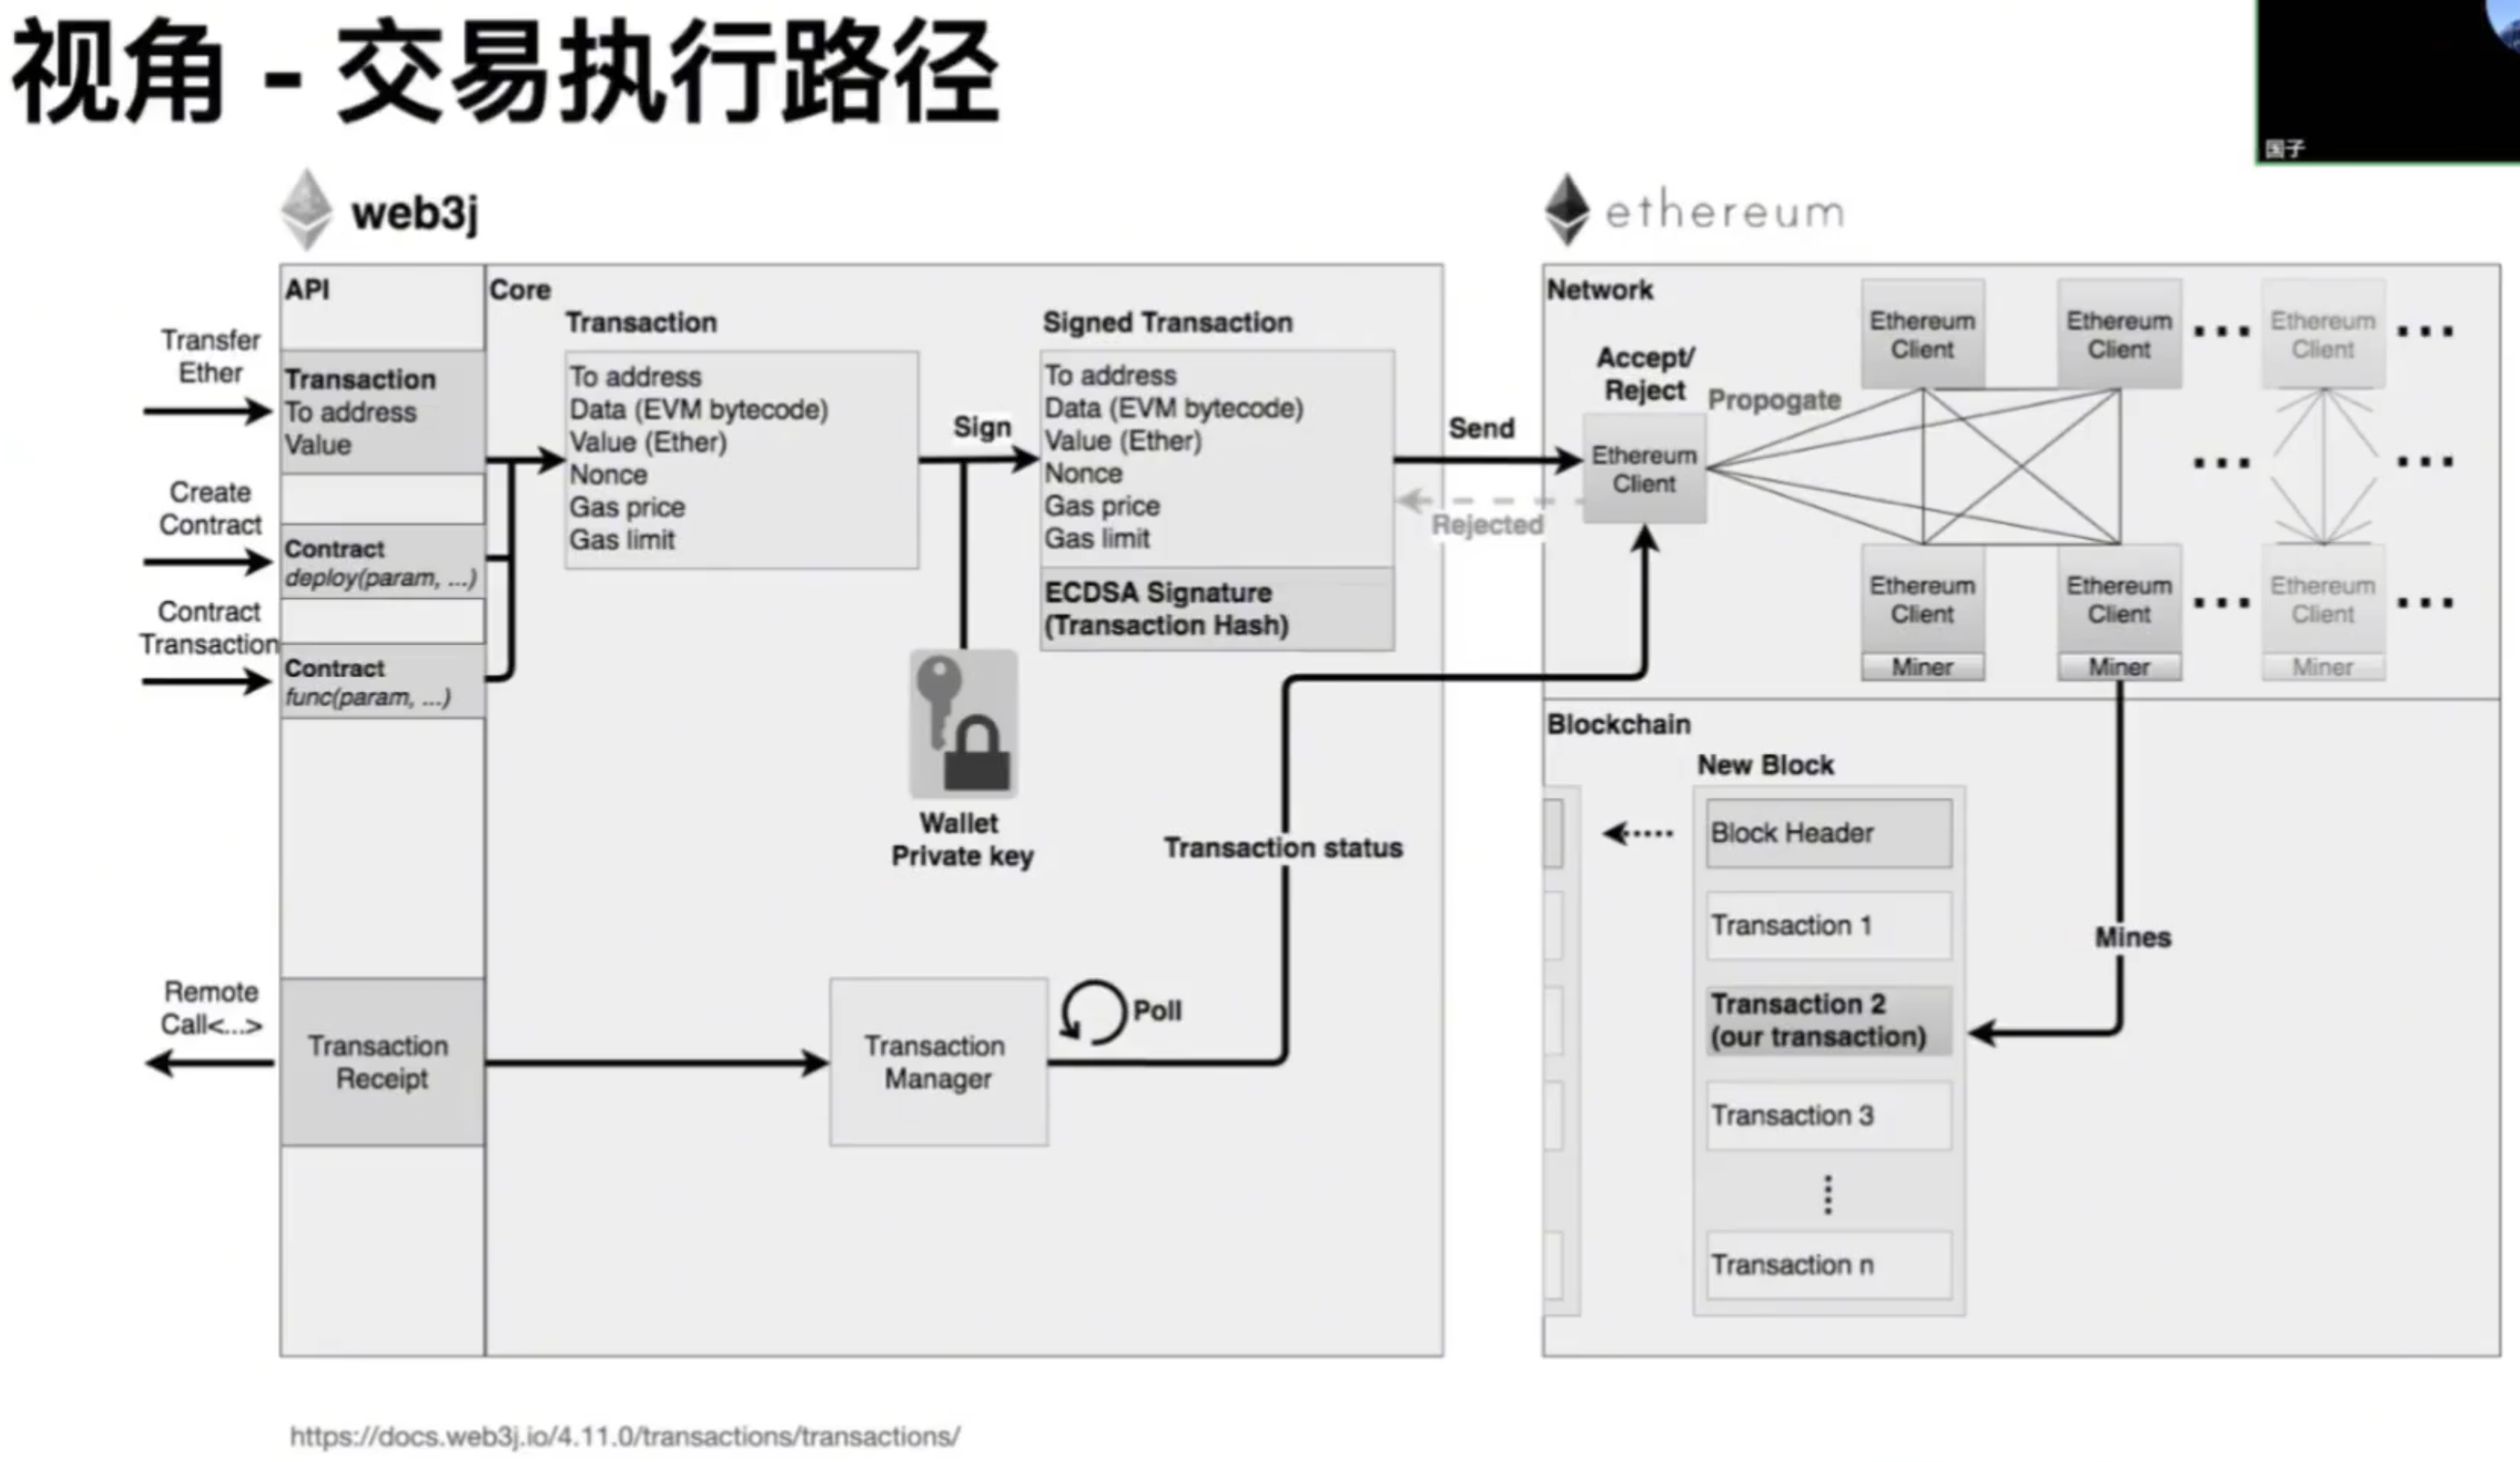 视角 - 交易执行路径
国子
web3j
ethereum
API
Core
Transfer
Ether
Transaction
To address
Value
Create
Contract
Contract
deploy(param, ...)
Contract
Transaction
Contract
func(param, ...)
Transaction
To address
Data (EVM bytecode)
Value (Ether)
Nonce
Gas price
Gas limit
Sign
Wallet
Private key
Signed Transaction
To address
Data (EVM bytecode)
Value (Ether)
Nonce
Gas price
Gas limit
ECDSA Signature
(Transaction Hash)
Send
Rejected
Transaction status
Remote
Call<...>
Transaction
Receipt
Transaction
Manager
Poll
Network
Accept/
Reject
Ethereum
Client
Propogate
Ethereum
Client
Ethereum
Client
Ethereum
Client
Ethereum
Client
Miner
Ethereum
Client
Miner
Ethereum
Client
Miner
Blockchain
New Block
Block Header
Transaction 1
Transaction 2
(our transaction)
Transaction 3
Transaction n
Mines
https://docs.web3j.io/4.11.0/transactions/transactions/